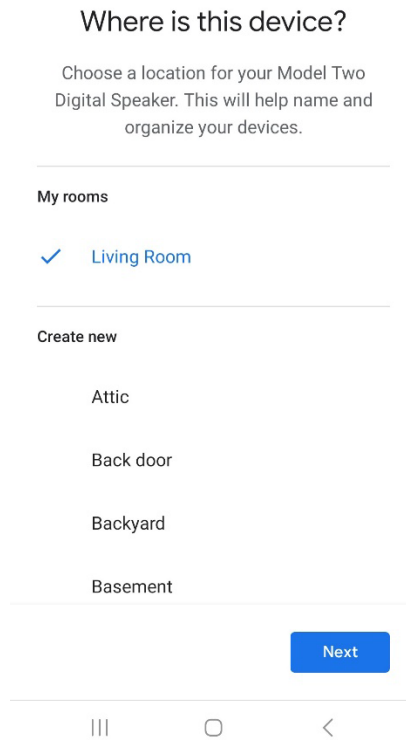 Where is this device?
Choose a location for your Model Two
Digital Speaker. This will help name and
organize your devices.
My rooms
Living Room
Create new
Attic
Back door
Backyard
Basement
Next